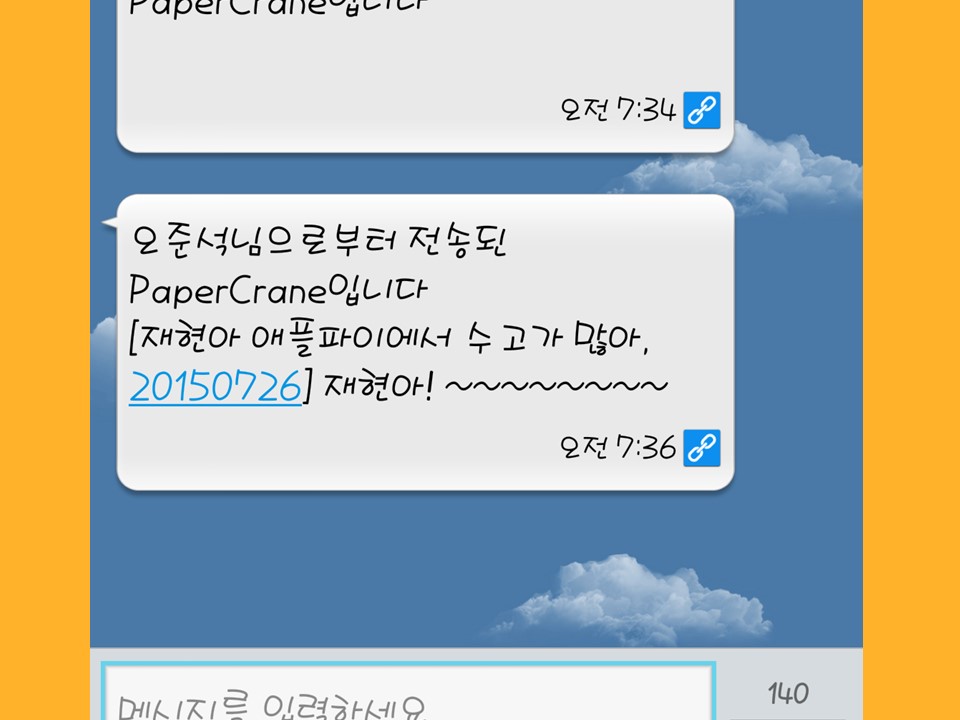 PaperCrane입니다
오전 7:34
오준석님으로부터 전송된
PaperCrane입니다
[재현아 애플파이에서 수고가 많아,
20150726] 재현아! ~~~~~~~~
오전 7:36
메시지를 입력하세요
140